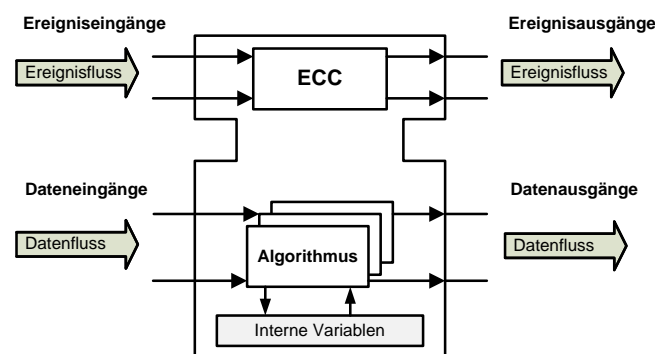 Ereigniseingänge
Ereignisausgänge
Ereignisfluss
ECC
Ereignisfluss
Dateneingänge
Datenausgänge
Datenfluss
Algorithmus
Datenfluss
Interne Variablen